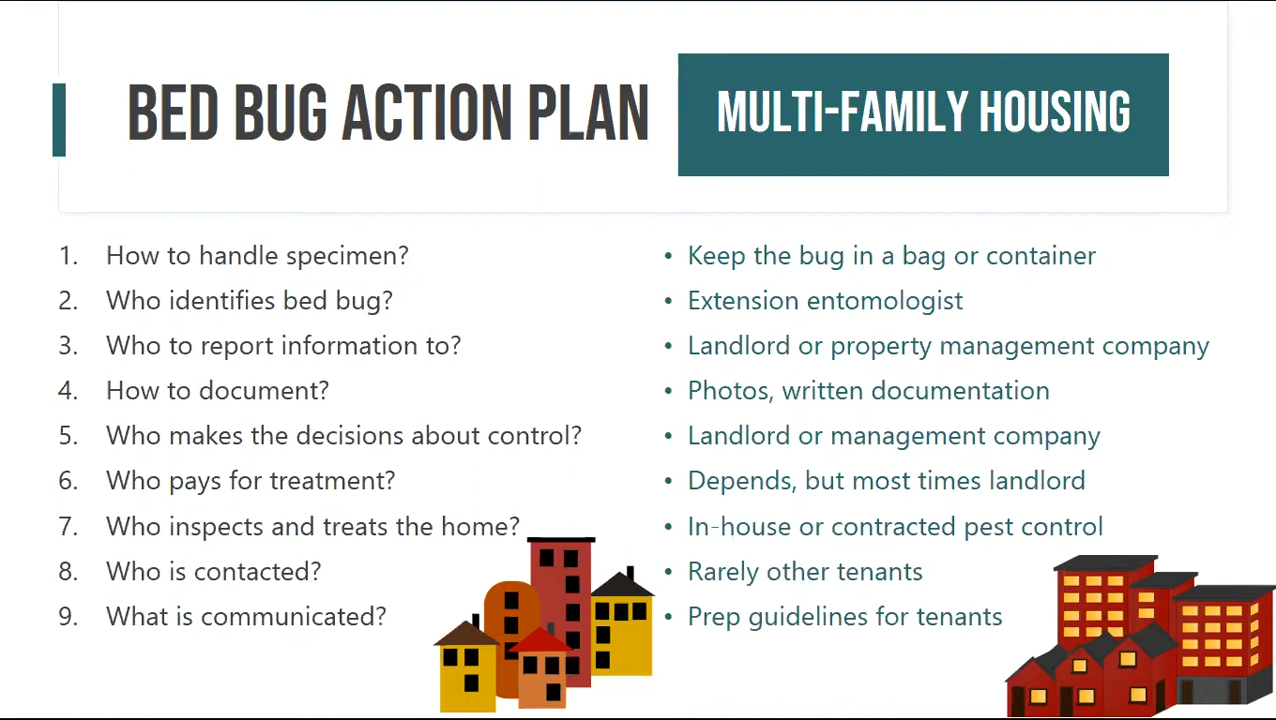 BED BUG ACTION PLAN
MULTI-FAMILY HOUSING
1. How to handle specimen?
2. Who identifies bed bug?
3. Who to report information to?
4. How to document?
5. Who makes the decisions about control?
6. Who pays for treatment?
7. Who inspects and treats the home?
8. Who is contacted?
9. What is communicated?
• Keep the bug in a bag or container
• Extension entomologist
• Landlord or property management company
• Photos, written documentation
• Landlord or management company
• Depends, but most times landlord
• In-house or contracted pest control
• Rarely other tenants
• Prep guidelines for tenants